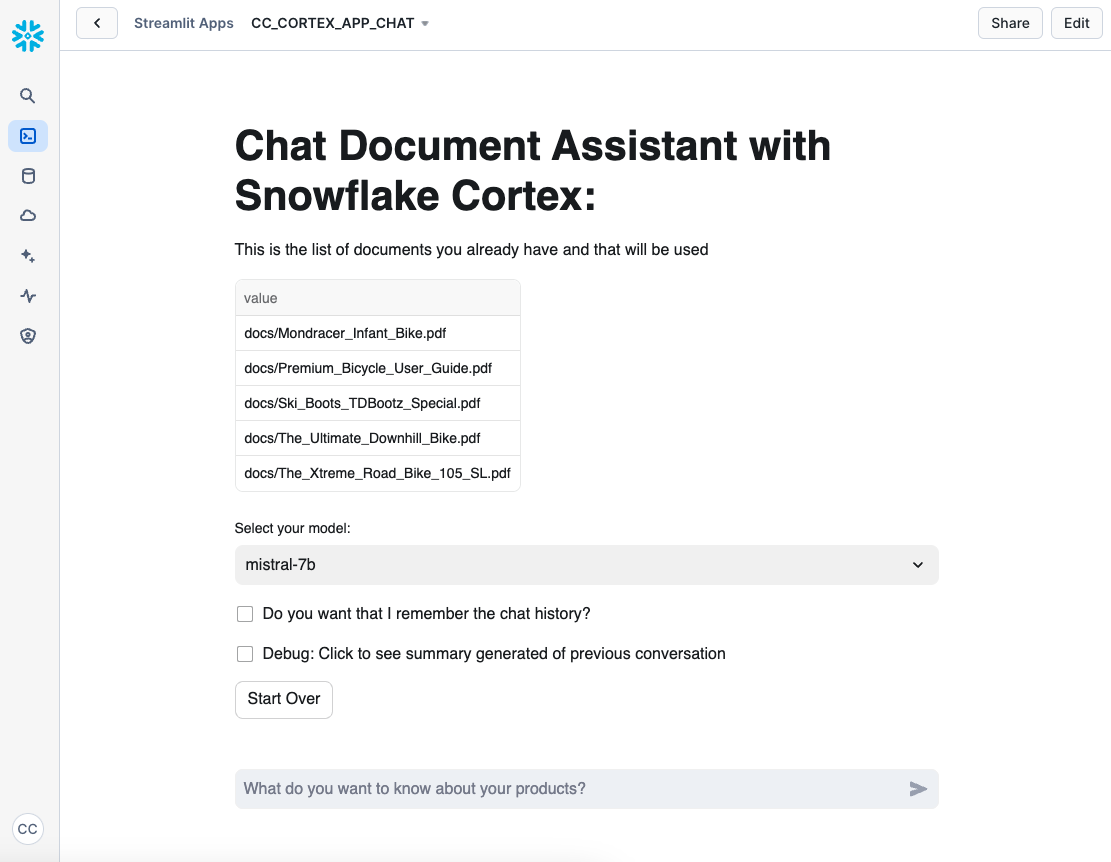 Streamlit Apps CC_CORTEX_APP_CHAT
Share
Edit
Chat Document Assistant with
Snowflake Cortex:
This is the list of documents you already have and that will be used
value
docs/Mondracer_Infant_Bike.pdf
docs/Premium_Bicycle_User_Guide.pdf
docs/Ski_Boots_TDBootz_Special.pdf
docs/The_Ultimate_Downhill_Bike.pdf
docs/The_Xtreme_Road_Bike_105_SL.pdf
Select your model:
mistral-7b
Do you want that I remember the chat history?
Debug: Click to see summary generated of previous conversation
Start Over
What do you want to know about your products?
CC